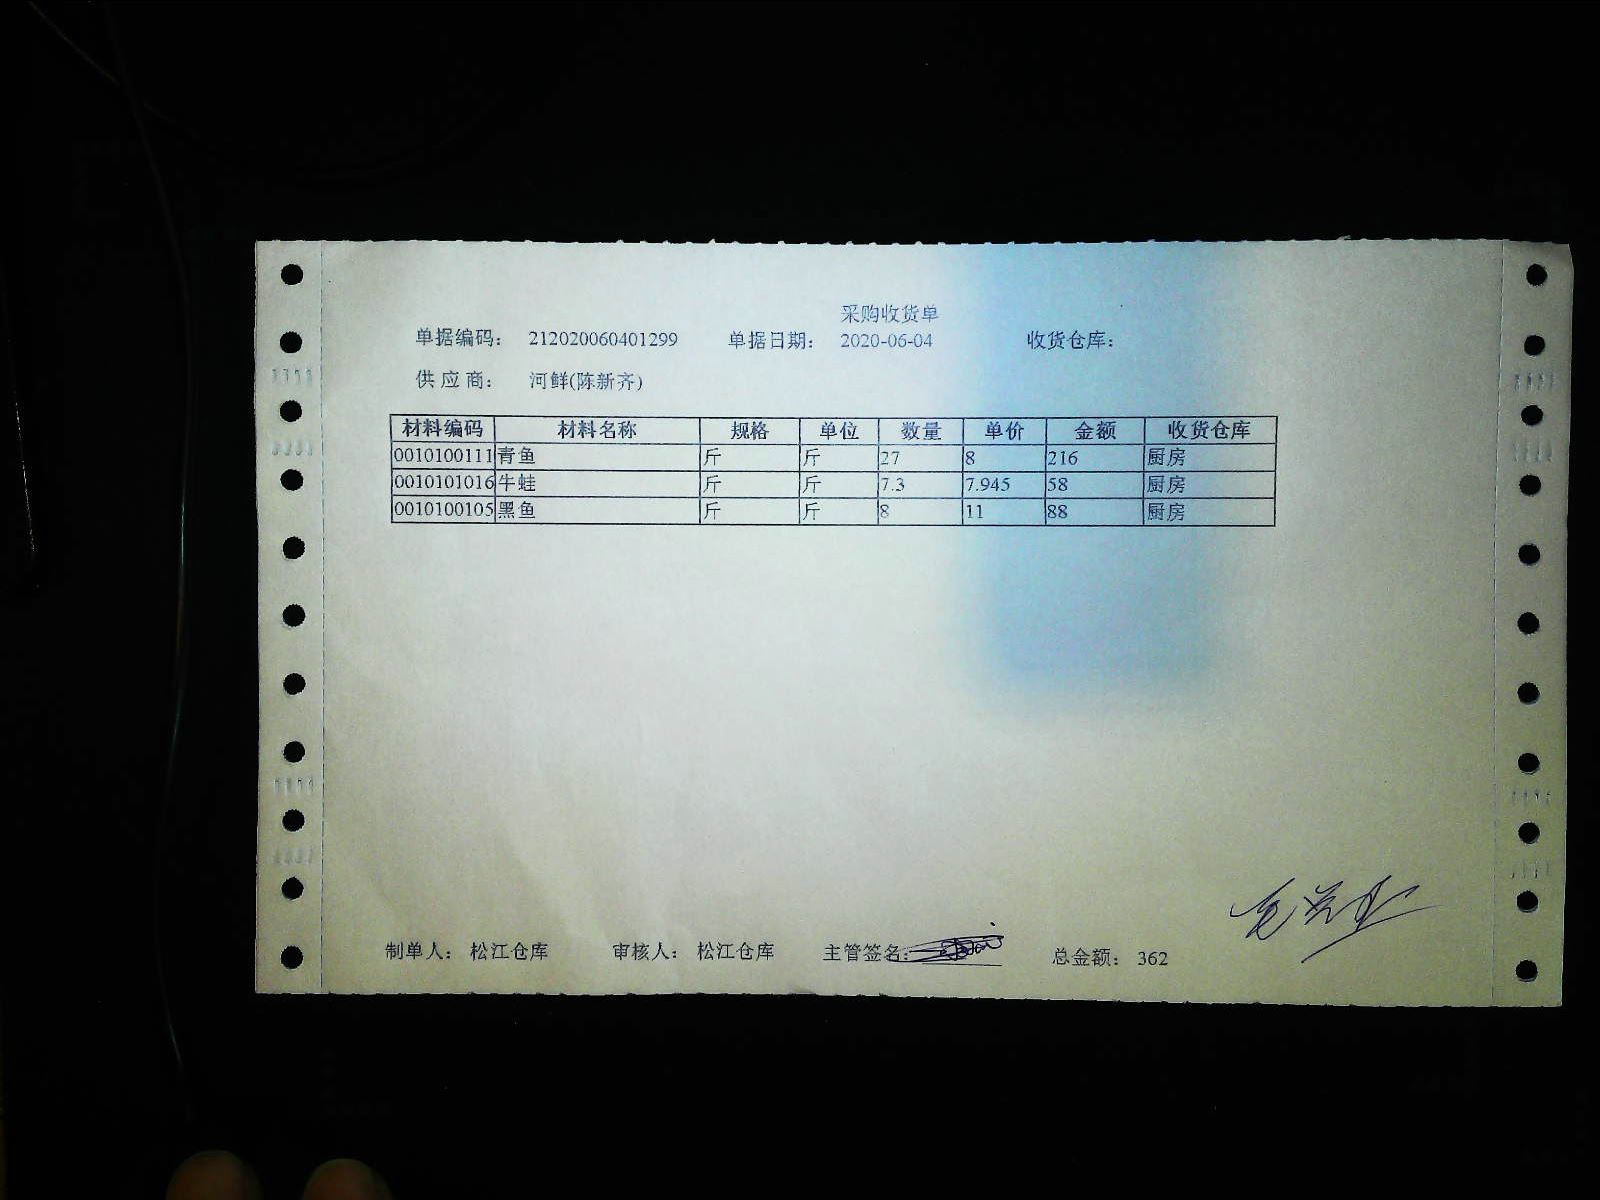 采购收货单
单据编码： 212020060401299 单据日期： 2020-06-04 收货仓库：
供 应 商： 河鲜(陈新齐)
材料编码 材料名称 规格 单位 数量 单价 金额 收货仓库
0010100111 青鱼 斤 斤 27 8 216 厨房
0010101016 牛蛙 斤 斤 7.3 7.945 58 厨房
0010100105 黑鱼 斤 斤 8 11 88 厨房
制单人： 松江仓库 审核人： 松江仓库 主管签名： 总金额： 362